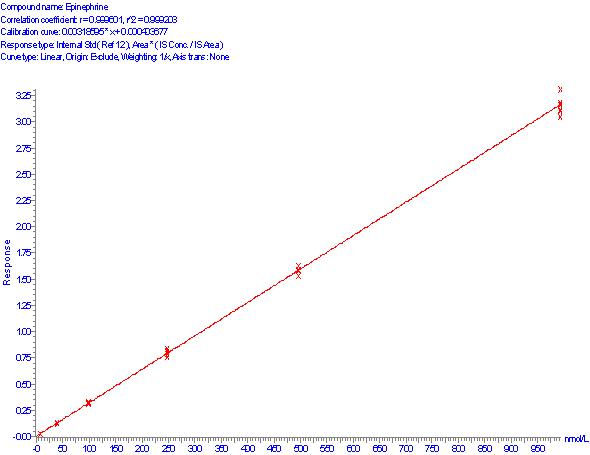 Compound name: Epinephrine
Correlation coefficient: r = 0.999601, r^2 = 0.999203
Calibration curve: 0.00318595 * x + 0.000493677
Response type: Internal Std ( Ref 12 ), Area * ( IS Conc. / IS Area )
Curve type: Linear, Origin: Exclude, Weighting: 1/x, Axis trans: None
3.25
3.00
2.75
2.50
2.25
2.00
1.75
1.50
1.25
1.00
0.75
0.50
0.25
-0.00
Response
-0 50 100 150 200 250 300 350 400 450 500 550 600 650 700 750 800 850 900 950 nmol/L